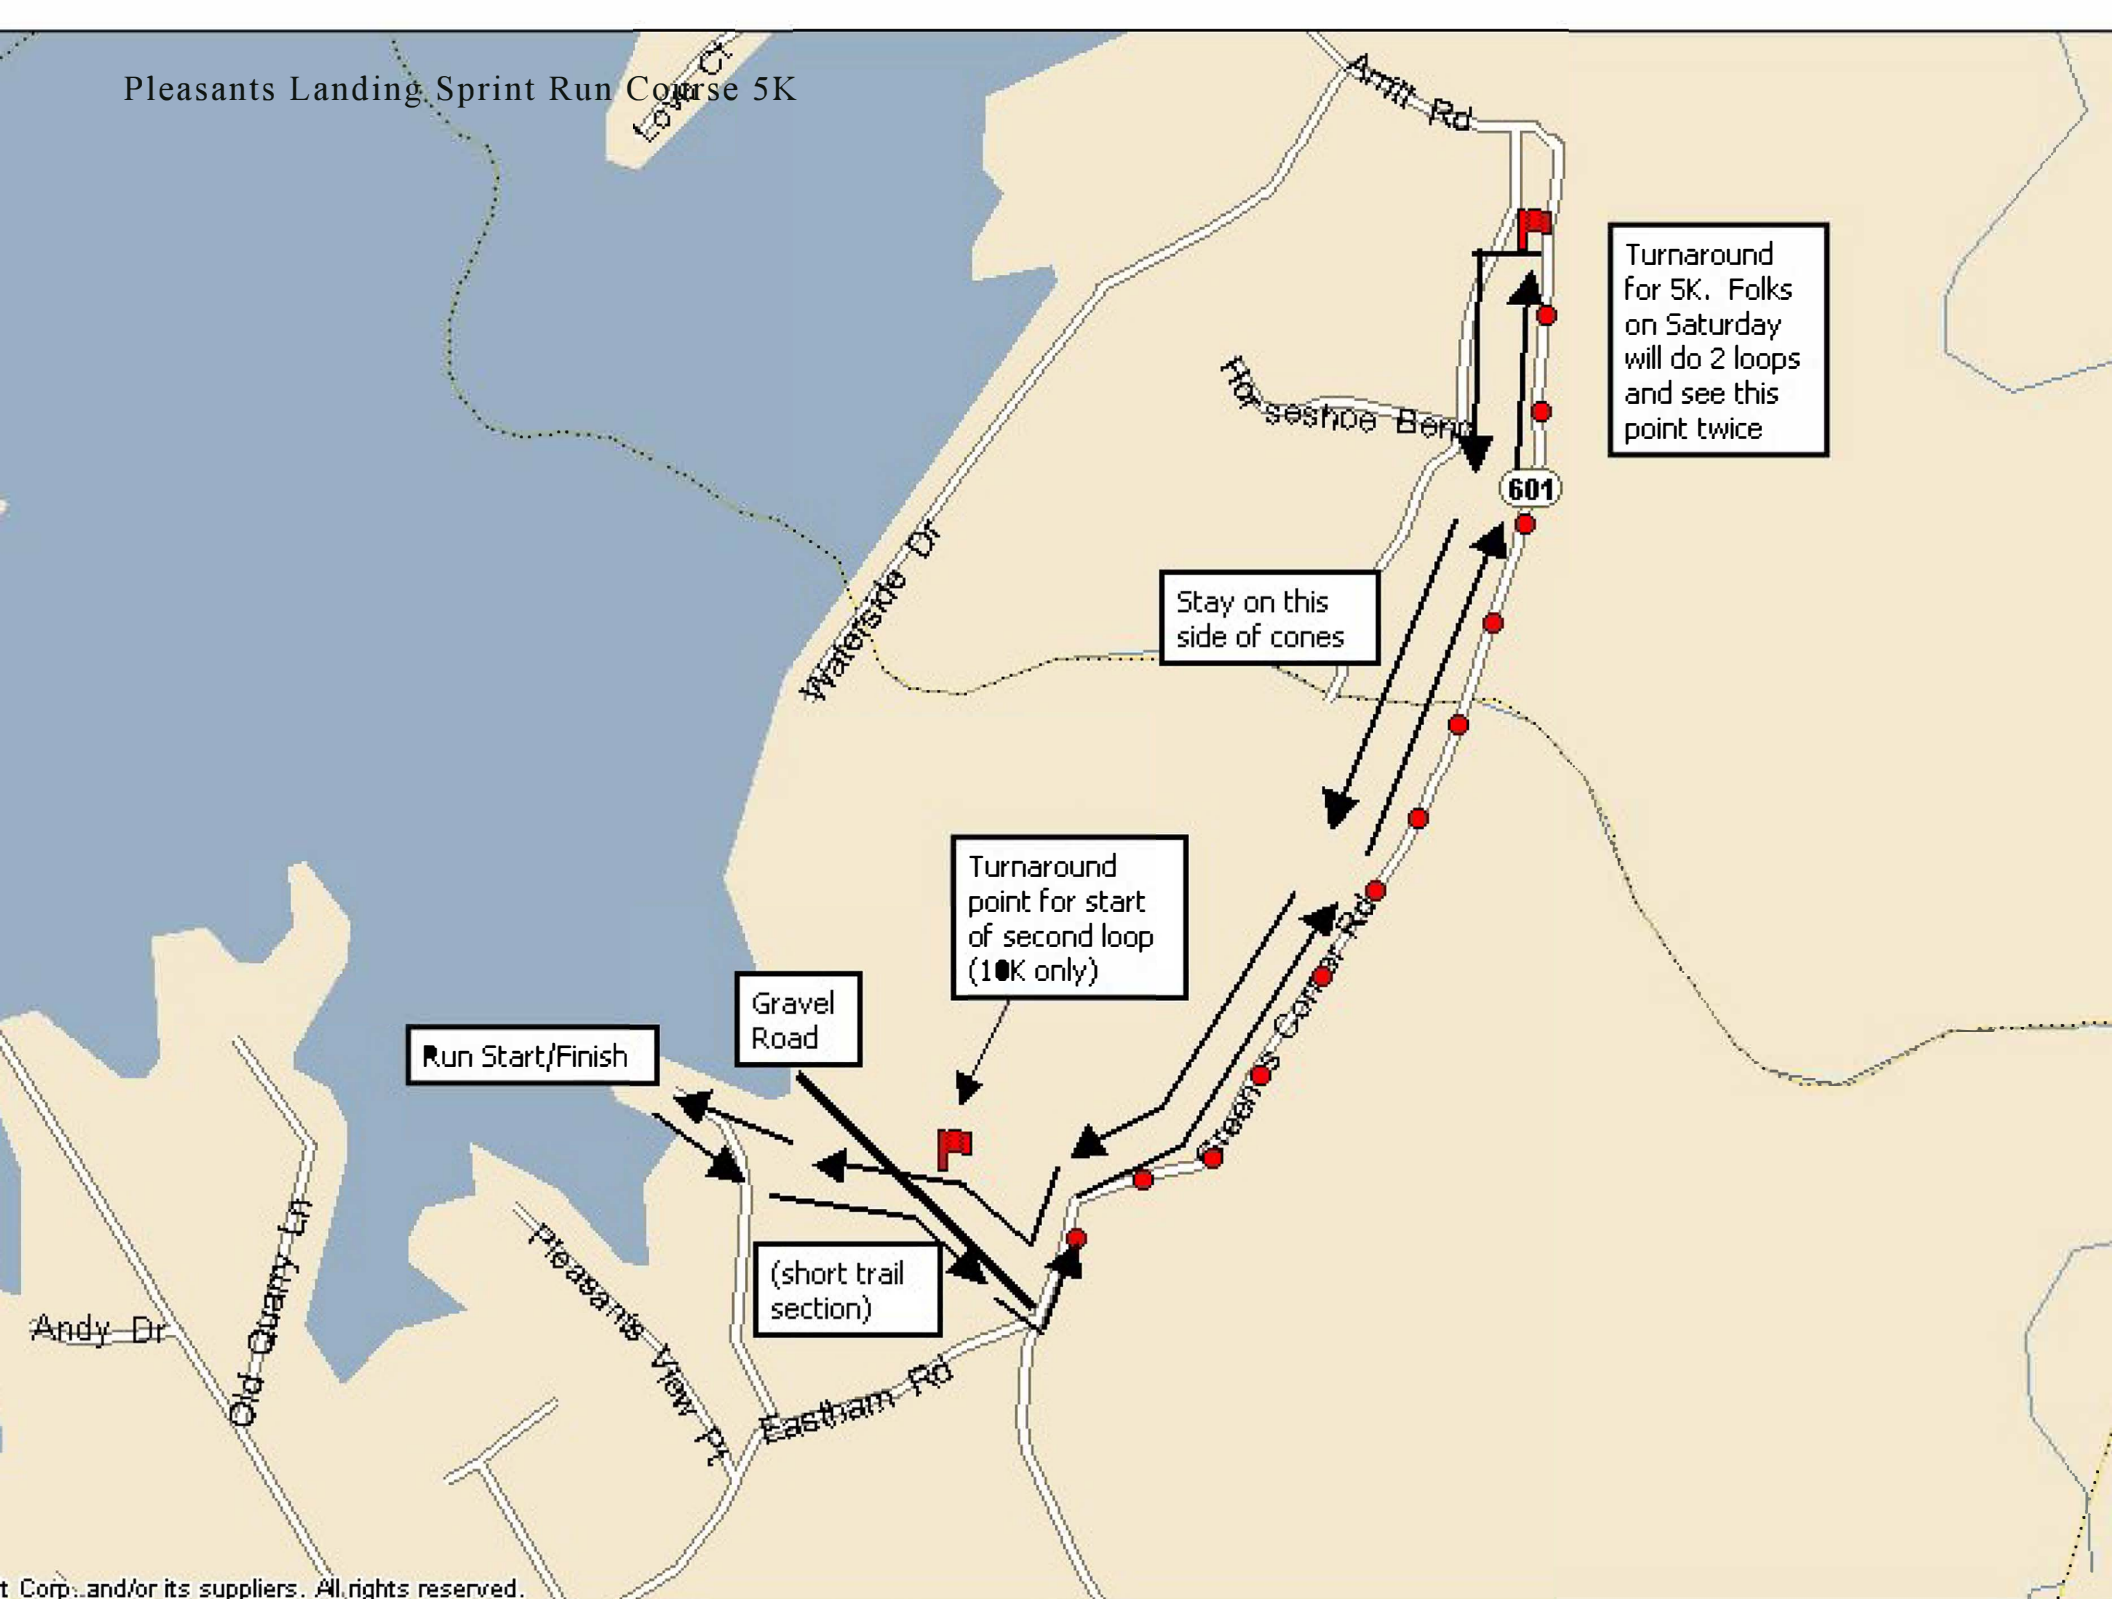 Pleasants Landing Sprint Run Course 5K
Love Ct
Amill Rd
Turnaround
for 5K. Folks
on Saturday
will do 2 loops
and see this
point twice
Horseshoe Bend
601
Waterside Dr
Stay on this
side of cones
Turnaround
point for start
of second loop
(10K only)
Greenes Corner Rd
Gravel
Road
Run Start/Finish
(short trail
section)
Pleasants View Pt
Old Quarry Ln
Andy Dr
Eastham Rd
t Corp. and/or its suppliers. All rights reserved.